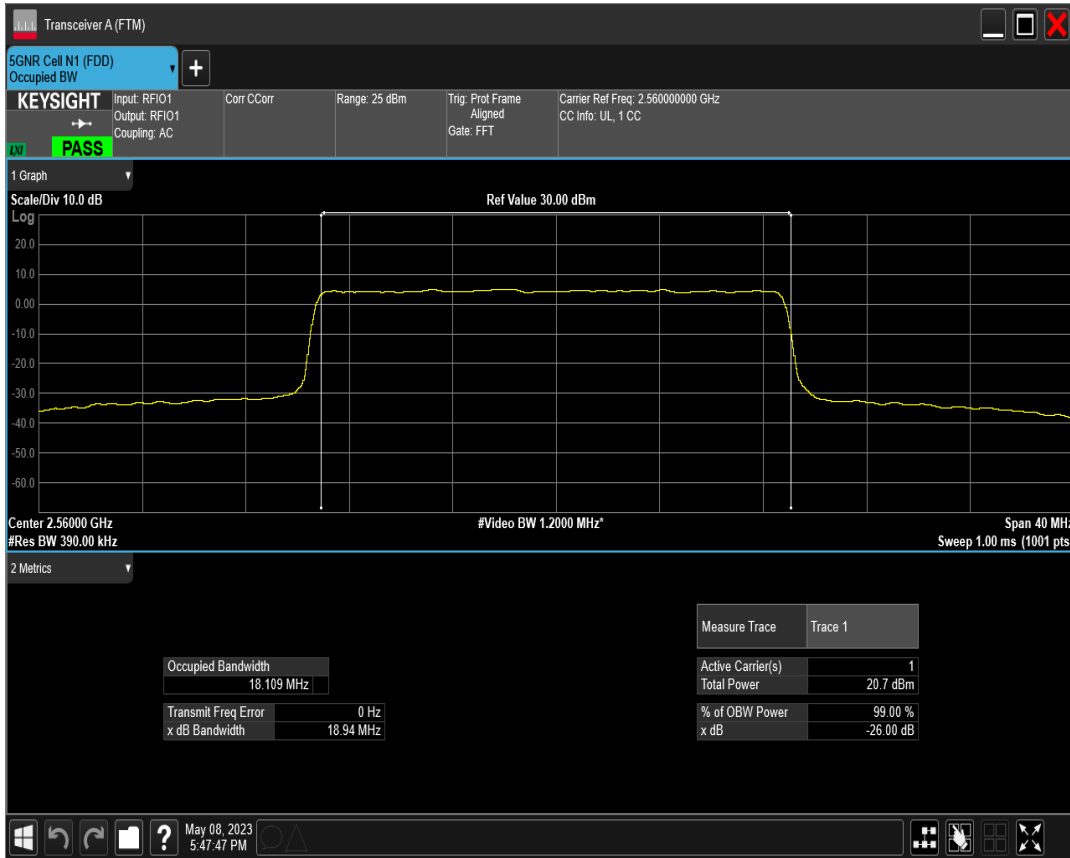 Transceiver A (FTM)
5GNR Cell N1 (FDD)
Occupied BW
+
KEYSIGHT
LXI
PASS
Input: RFIO1
Output: RFIO1
Coupling: AC
Corr CCorr
Range: 25 dBm
Trig: Prot Frame
Aligned
Gate: FFT
Carrier Ref Freq: 2.560000000 GHz
CC Info: UL, 1 CC
1 Graph
Scale/Div 10.0 dB
Ref Value 30.00 dBm
Log
20.0
10.0
0.00
-10.0
-20.0
-30.0
-40.0
-50.0
-60.0
Center 2.56000 GHz
#Video BW 1.2000 MHz*
Span 40 MHz
#Res BW 390.00 kHz
Sweep 1.00 ms (1001 pts
2 Metrics
Measure Trace Trace 1
Occupied Bandwidth
18.109 MHz
Transmit Freq Error 0 Hz
x dB Bandwidth 18.94 MHz
Active Carrier(s) 1
Total Power 20.7 dBm
% of OBW Power 99.00 %
x dB -26.00 dB
?
May 08, 2023
5:47:47 PM